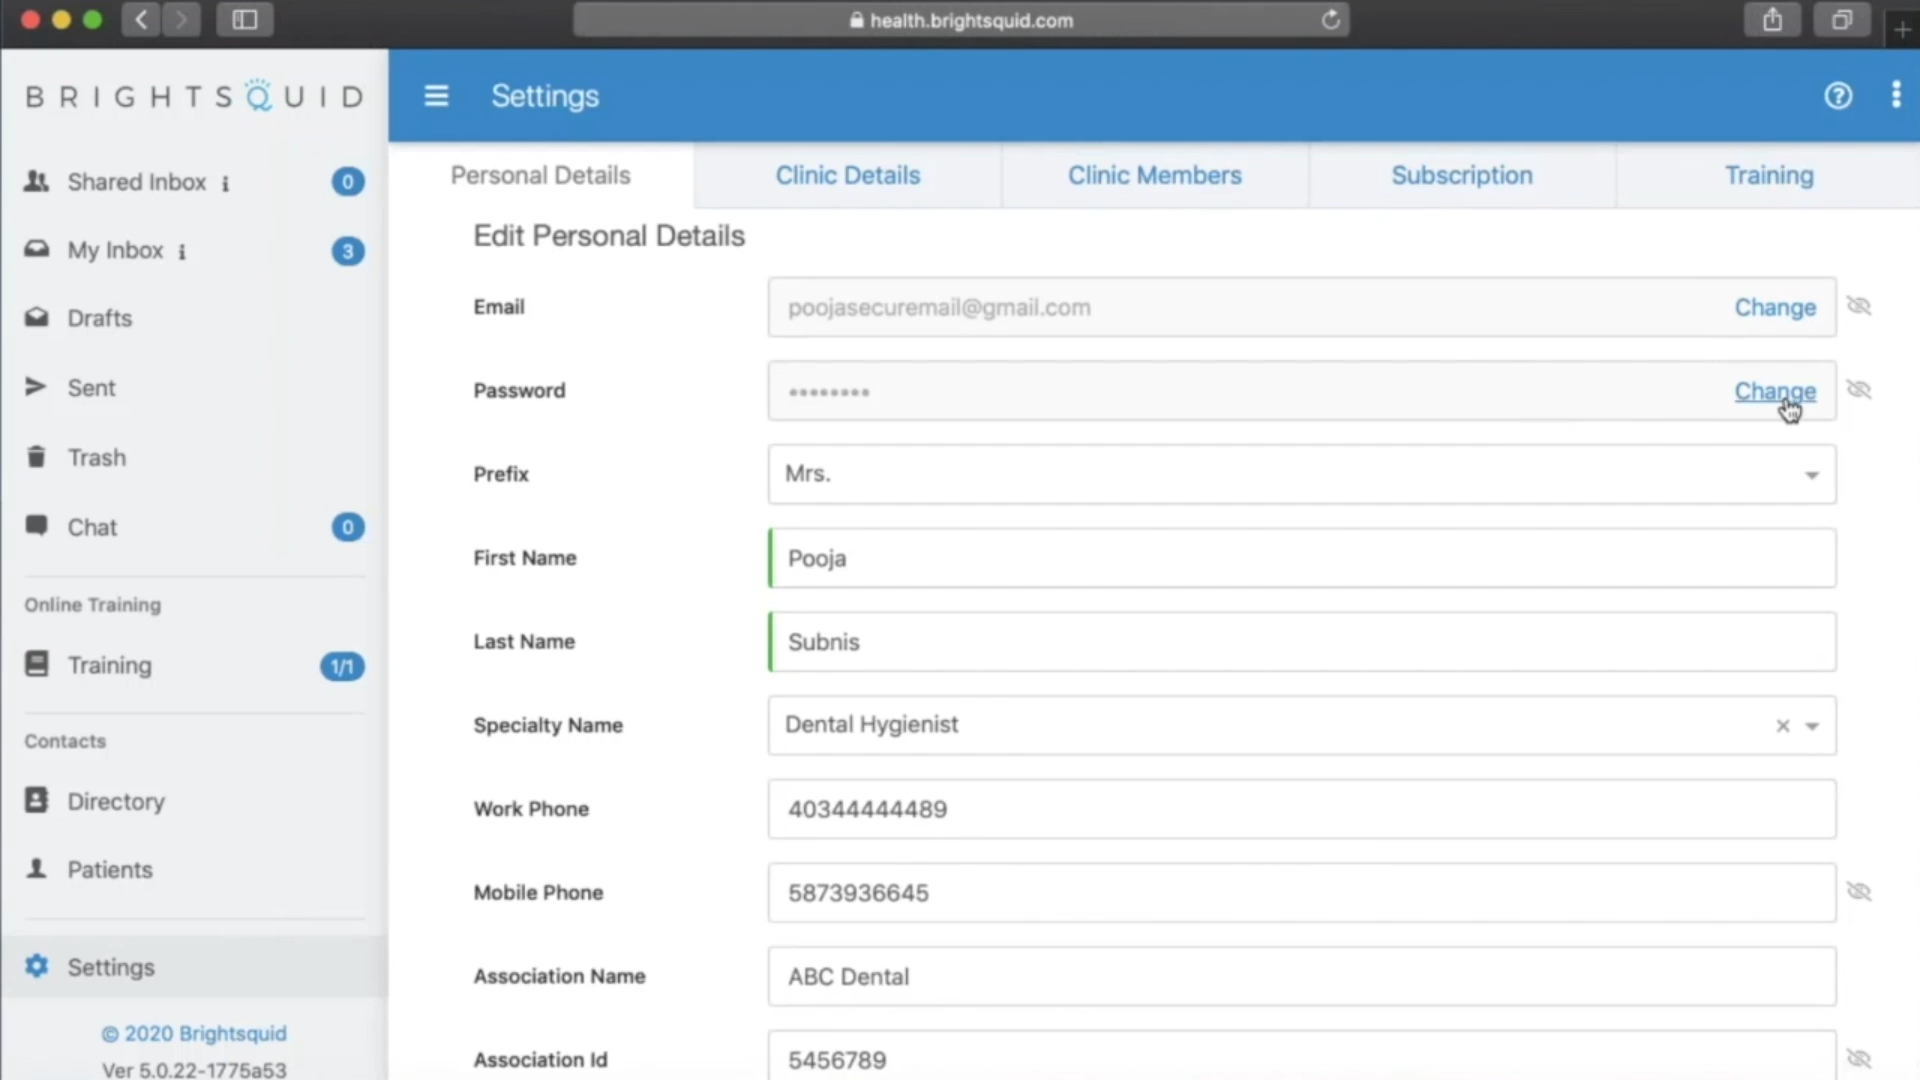 health.brightsquid.com
BRIGHTSQUID
Settings
Shared Inbox i 0
My Inbox i 3
Drafts
Sent
Trash
Chat 0
Online Training
Training 1/1
Contacts
Directory
Patients
Settings
© 2020 Brightsquid
Ver 5.0.22-1775a53
Personal Details
Clinic Details
Clinic Members
Subscription
Training
Edit Personal Details
Email poojasecuremail@gmail.com Change
Password •••••••• Change
Prefix Mrs.
First Name Pooja
Last Name Subnis
Specialty Name Dental Hygienist
Work Phone 40344444489
Mobile Phone 5873936645
Association Name ABC Dental
Association Id 5456789